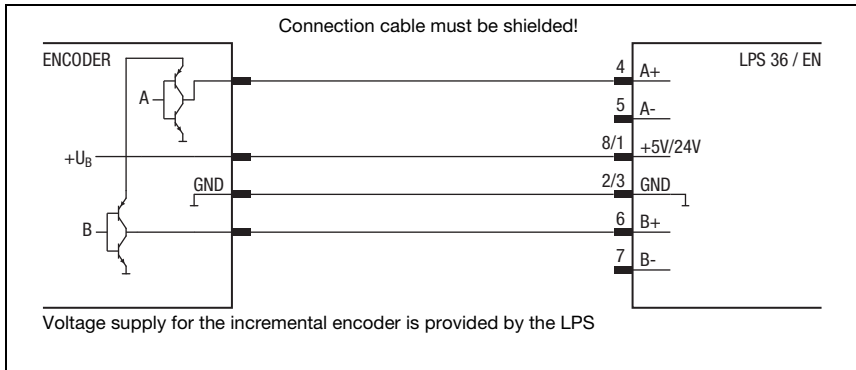 Connection cable must be shielded!
ENCODER
LPS 36 / EN
A
4 A+
5 A-
+UB
8/1 +5V/24V
GND
2/3 GND
B
6 B+
7 B-
Voltage supply for the incremental encoder is provided by the LPS